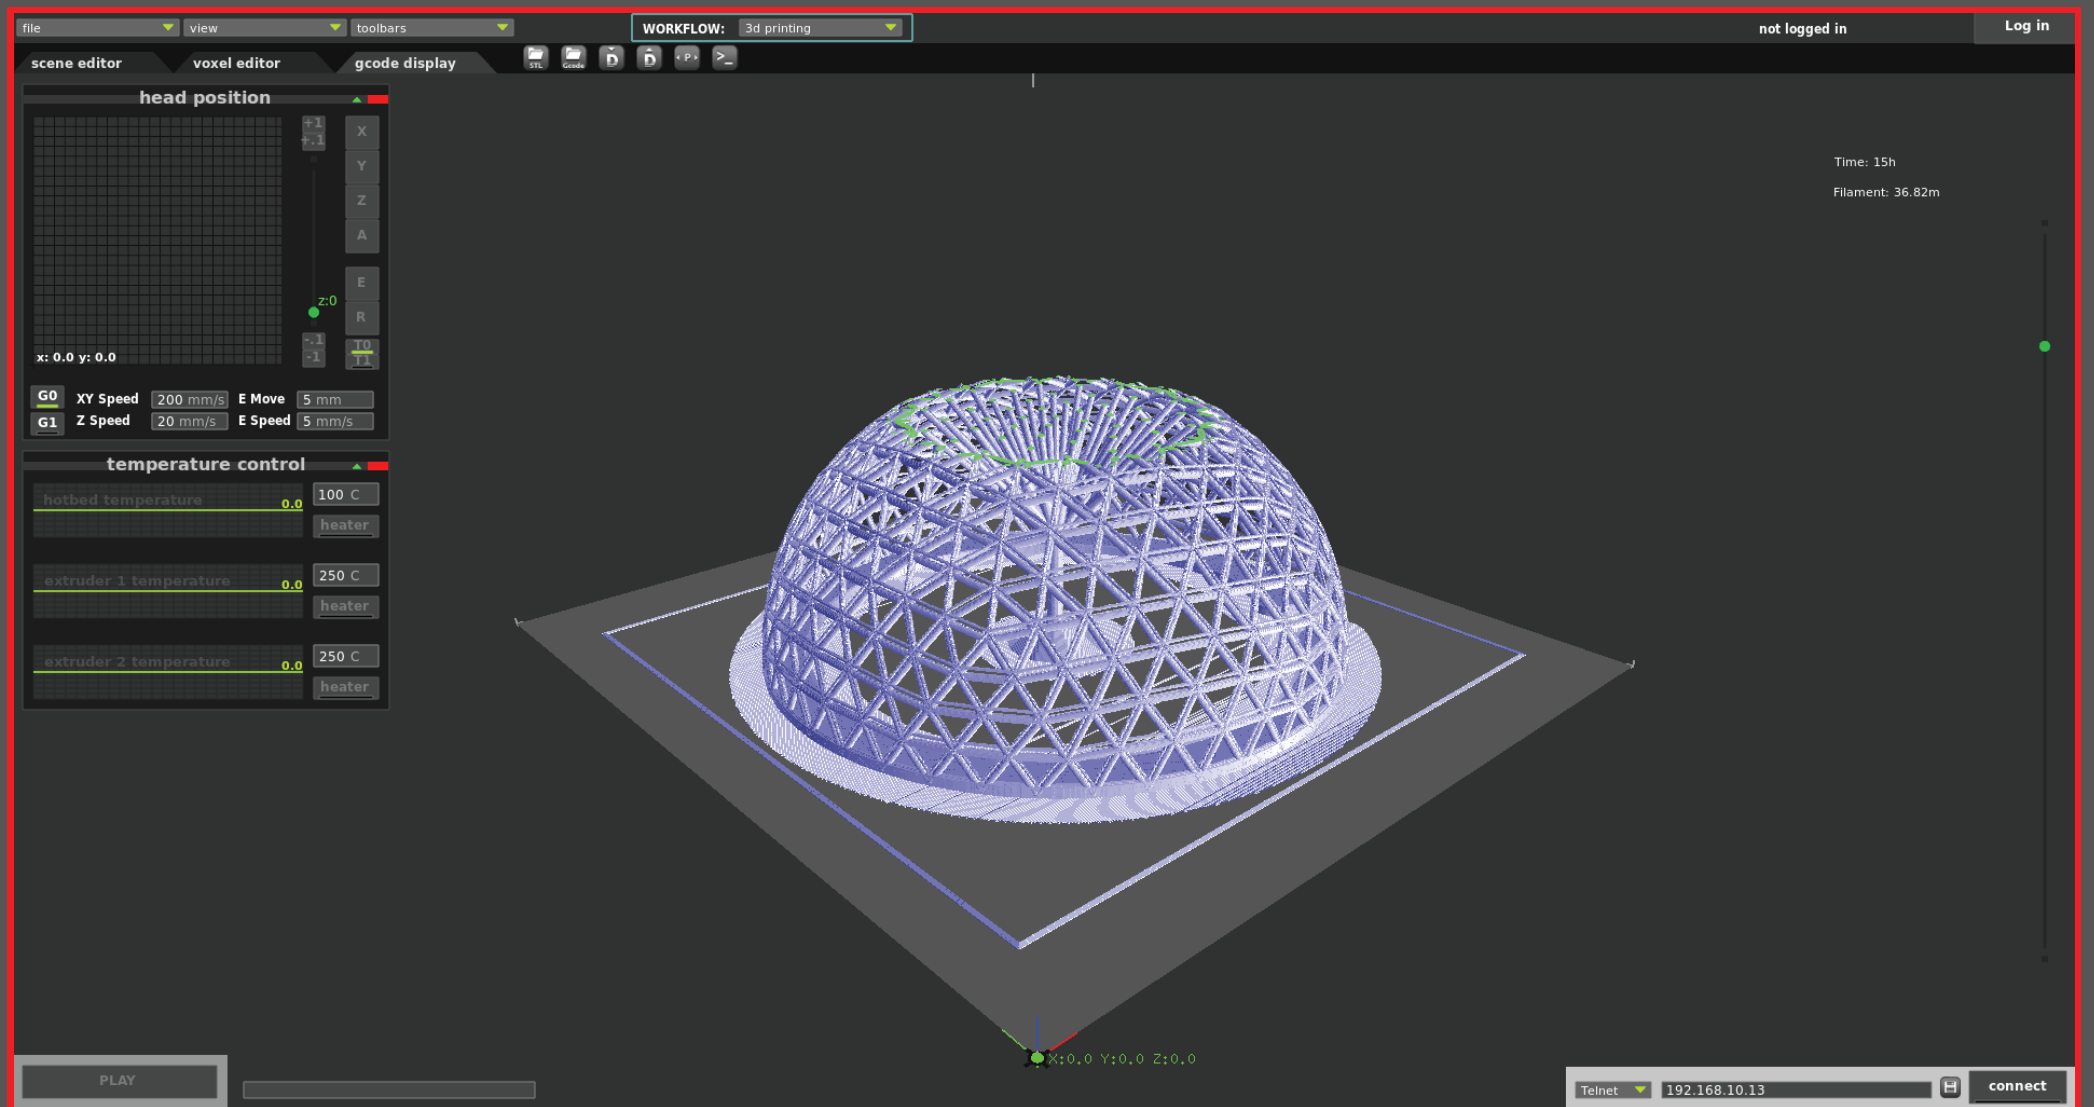 file view toolbars WORKFLOW: 3d printing not logged in Log in
scene editor voxel editor gcode display STL Gcode D D P >_
head position
+1
+.1
X
Y
Z
A
E
z:0
R
-.1
-1
T0
T1
x: 0.0 y: 0.0
G0 XY Speed 200 mm/s E Move 5 mm
G1 Z Speed 20 mm/s E Speed 5 mm/s
temperature control
hotbed temperature 0.0 100 C
heater
extruder 1 temperature 0.0 250 C
heater
extruder 2 temperature 0.0 250 C
heater
Time: 15h
Filament: 36.82m
X:0.0 Y:0.0 Z:0.0
PLAY
Telnet 192.168.10.13 connect